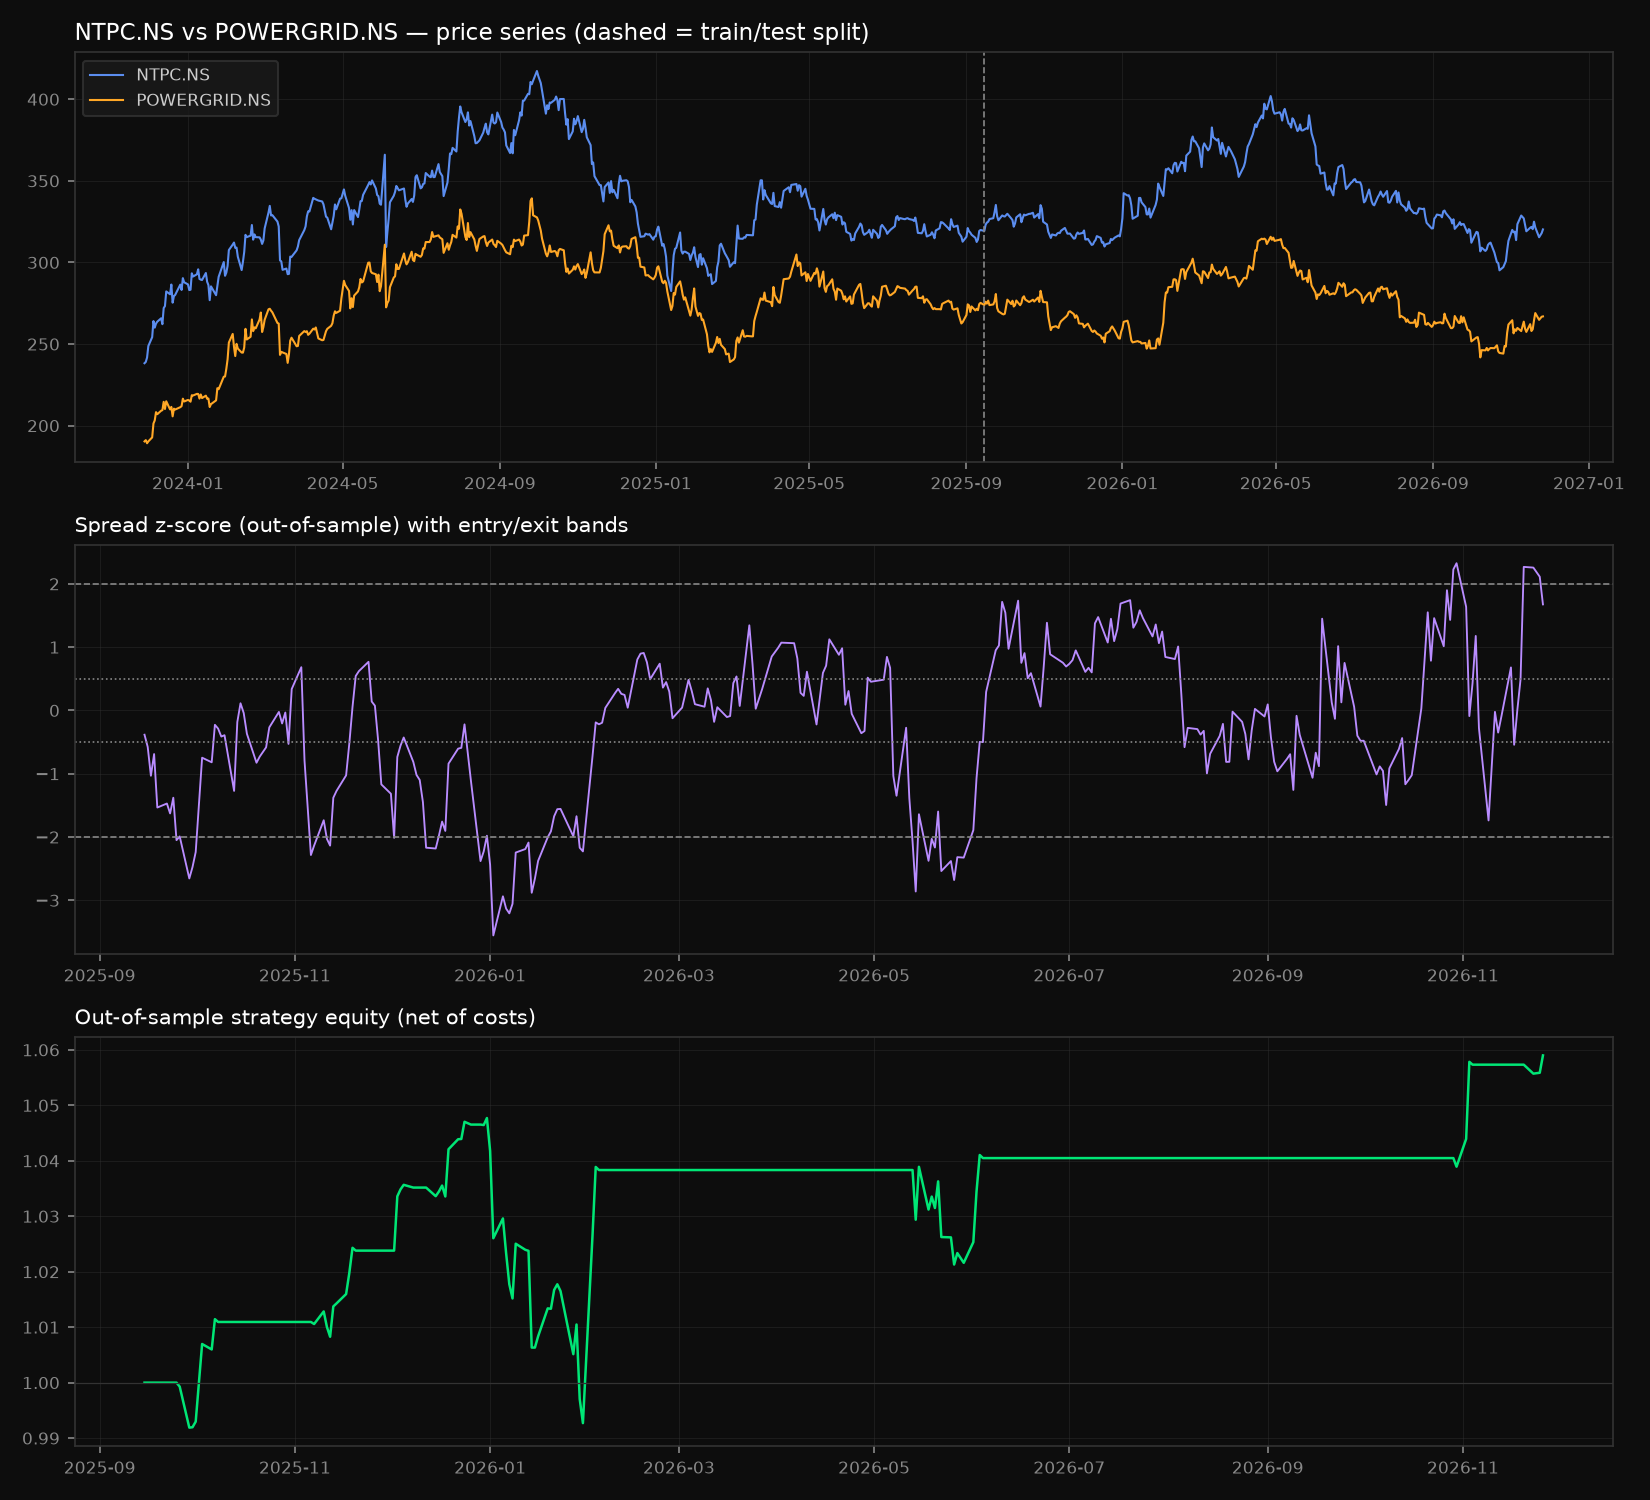 NTPC.NS vs POWERGRID.NS — price series (dashed = train/test split)
NTPC.NS
POWERGRID.NS
400
350
300
250
200
2024-01 2024-05 2024-09 2025-01 2025-05 2025-09 2026-01 2026-05 2026-09 2027-01
Spread z-score (out-of-sample) with entry/exit bands
2
1
0
−1
−2
−3
2025-09 2025-11 2026-01 2026-03 2026-05 2026-07 2026-09 2026-11
Out-of-sample strategy equity (net of costs)
1.06
1.05
1.04
1.03
1.02
1.01
1.00
0.99
2025-09 2025-11 2026-01 2026-03 2026-05 2026-07 2026-09 2026-11